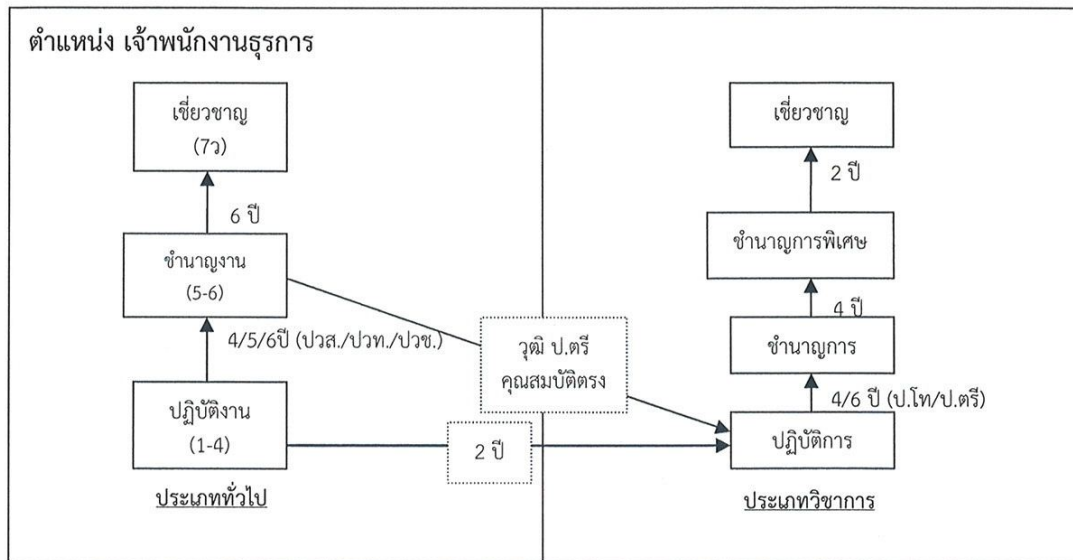 ตำแหน่ง เจ้าพนักงานธุรการ
เชี่ยวชาญ
(7ว)
6 ปี
ชำนาญงาน
(5-6)
4/5/6ปี (ปวส./ปวท./ปวช.)
ปฏิบัติงาน
(1-4)
ประเภททั่วไป
วุฒิ ป.ตรี
คุณสมบัติตรง
2 ปี
เชี่ยวชาญ
2 ปี
ชำนาญการพิเศษ
4 ปี
ชำนาญการ
4/6 ปี (ป.โท/ป.ตรี)
ปฏิบัติการ
ประเภทวิชาการ